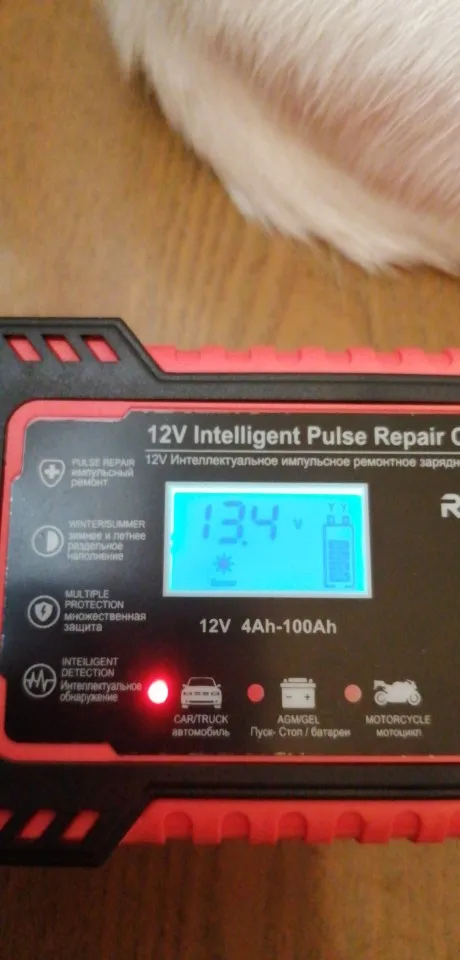 12V Intelligent Pulse Repair C
12V Интеллектуальное импульсное ремонтное зарядн
PULSE REPAIR
импульсный
ремонт
WINTER/SUMMER
зимнее и летнее
раздельное
наполнение
MULTIPLE
PROTECTION
множественная
защита
INTEILIGENT
DETECTION
Интеллектуальное
обнаружение
13.4 V
R
12V 4Ah-100Ah
CAR/TRUCK
автомобиль
AGM/GEL
Пуск- Стоп / батареи
MOTORCYCLE
мотоцикл